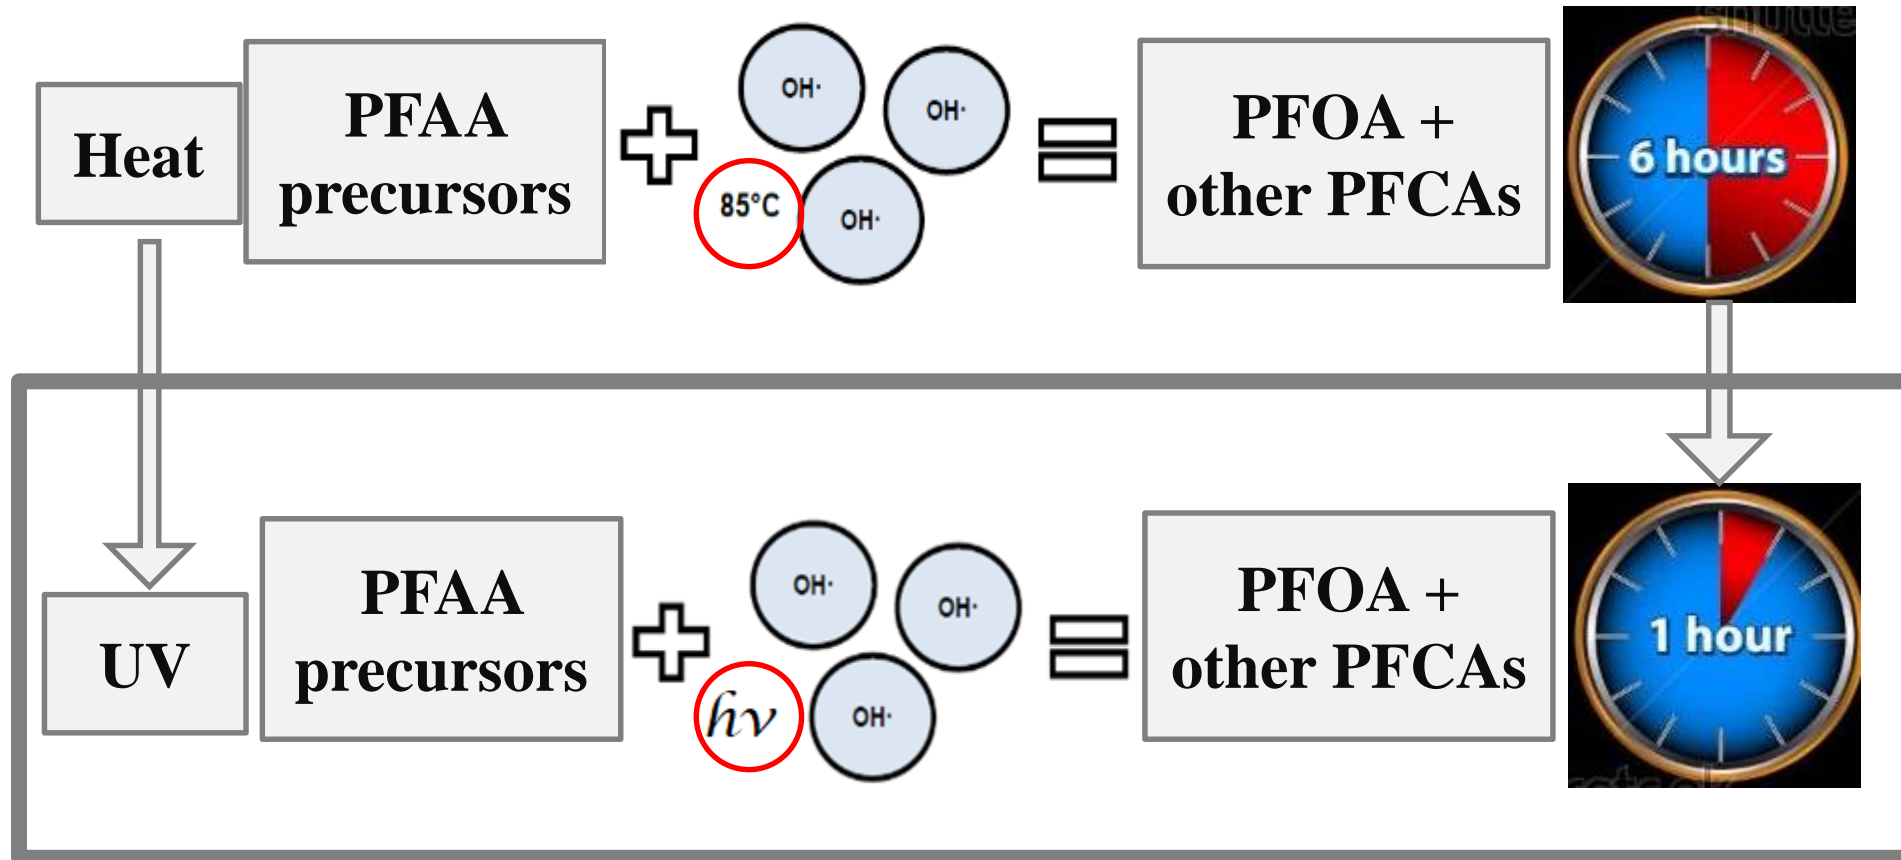 Heat
PFAA
precursors
OH·
OH·
85°C
OH·
PFOA +
other PFCAs
6 hours
UV
PFAA
precursors
OH·
OH·
hν
OH·
PFOA +
other PFCAs
1 hour